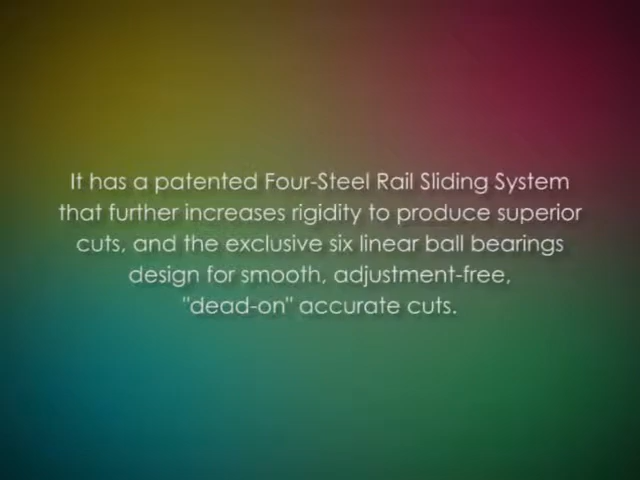 It has a patented Four-Steel Rail Sliding System
that further increases rigidity to produce superior
cuts, and the exclusive six linear ball bearings
design for smooth, adjustment-free,
"dead-on" accurate cuts.